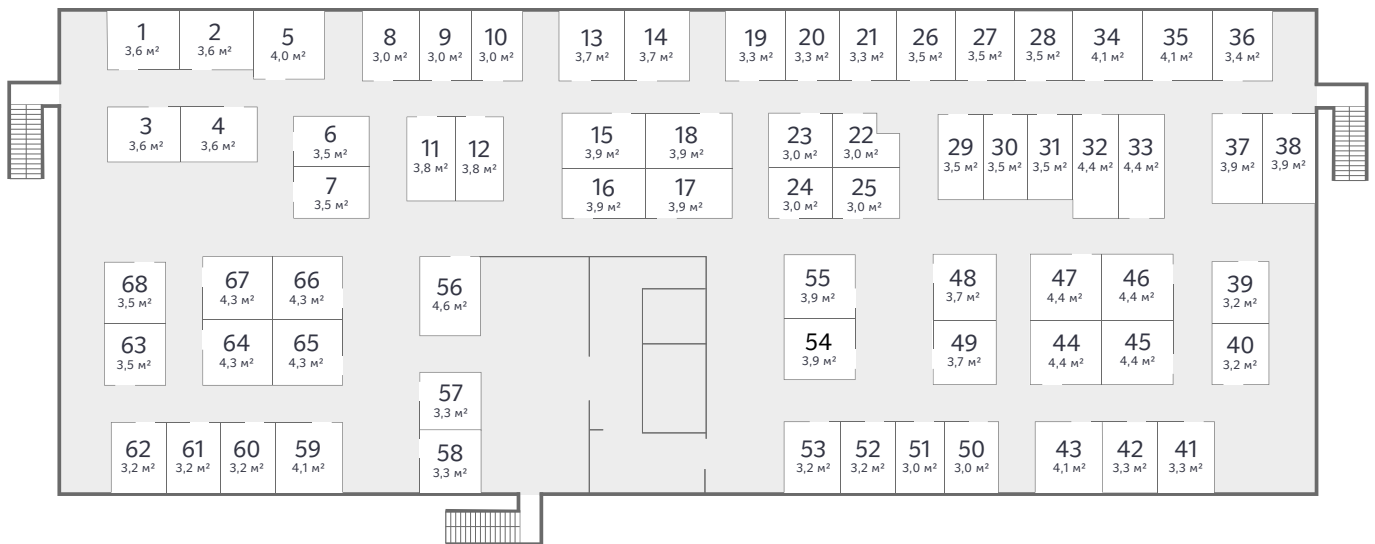 1
3,6 м²
2
3,6 м²
5
4,0 м²
8
3,0 м²
9
3,0 м²
10
3,0 м²
13
3,7 м²
14
3,7 м²
19
3,3 м²
20
3,3 м²
21
3,3 м²
26
3,5 м²
27
3,5 м²
28
3,5 м²
34
4,1 м²
35
4,1 м²
36
3,4 м²
3
3,6 м²
4
3,6 м²
6
3,5 м²
7
3,5 м²
11
3,8 м²
12
3,8 м²
15
3,9 м²
18
3,9 м²
16
3,9 м²
17
3,9 м²
23
3,0 м²
22
3,0 м²
24
3,0 м²
25
3,0 м²
29
3,5 м²
30
3,5 м²
31
3,5 м²
32
4,4 м²
33
4,4 м²
37
3,9 м²
38
3,9 м²
68
3,5 м²
63
3,5 м²
67
4,3 м²
66
4,3 м²
64
4,3 м²
65
4,3 м²
56
4,6 м²
57
3,3 м²
58
3,3 м²
55
3,9 м²
54
3,9 м²
48
3,7 м²
49
3,7 м²
47
4,4 м²
46
4,4 м²
44
4,4 м²
45
4,4 м²
39
3,2 м²
40
3,2 м²
62
3,2 м²
61
3,2 м²
60
3,2 м²
59
4,1 м²
53
3,2 м²
52
3,2 м²
51
3,0 м²
50
3,0 м²
43
4,1 м²
42
3,3 м²
41
3,3 м²